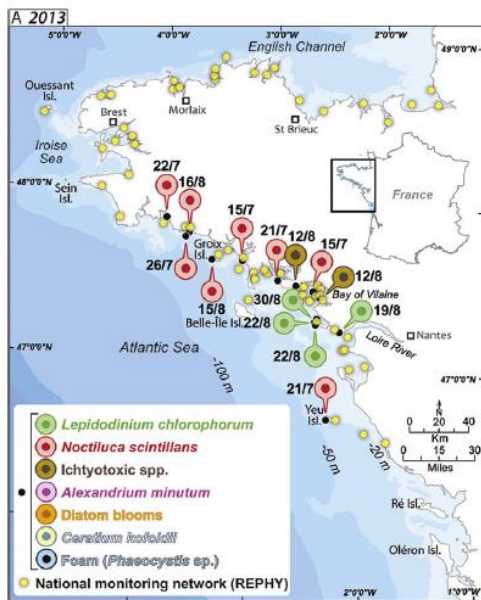 A 2013
5°0'0"W
4°0'0"W
3°0'0"W
English Channel
49°0'0"N
Ouessant
Isl.
Brest
Morlaix
St Brieuc
Iroise
Sea
France
48°0'0"N
Sein
Isl.
22/7
16/8
15/7
21/7
12/8
15/7
Groix
Isl.
12/8
26/7
30/8
Bay of Vilaine
19/8
15/8
Belle-Île Isl.
22/8
Nantes
Loire River
47°0'0"N
Atlantic Sea
22/8
-100 m
21/7
47°0'0"N
Yeu
Isl.
N
0 20 40
Km
0 15 30
Miles
-50 m
-20 m
Lepidodinium chlorophorum
Noctiluca scintillans
Ichtyotoxic spp.
Alexandrium minutum
Diatom blooms
Ceratium kofoidii
Foam (Phaeocystis sp.)
National monitoring network (REPHY)
Ré Isl.
Oléron Isl.
3°0'0"W
2°0'0"W
1°0'0"W